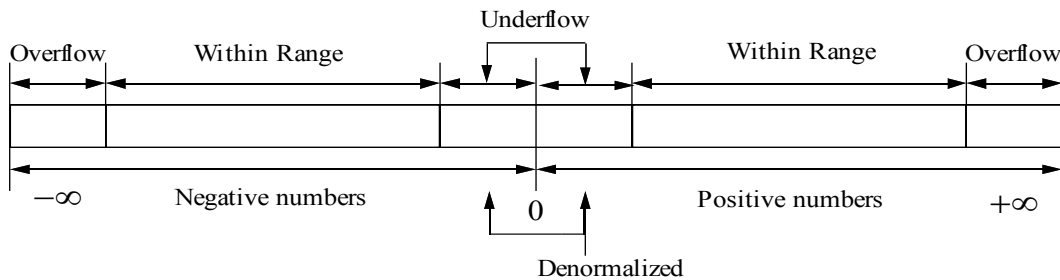 Underflow
Overflow Within Range Within Range Overflow
−∞ Negative numbers 0 Positive numbers +∞
Denormalized